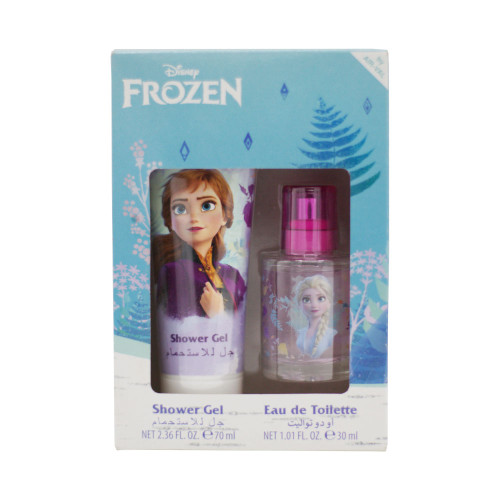 Disney
FROZEN
Shower Gel
جل للاستحمام
Shower Gel
جل للاستحمام
NET 2.36 FL. OZ. ℮ 70 ml
Eau de Toilette
أو دو تواليت
NET 1.01 FL. OZ. ℮ 30 ml